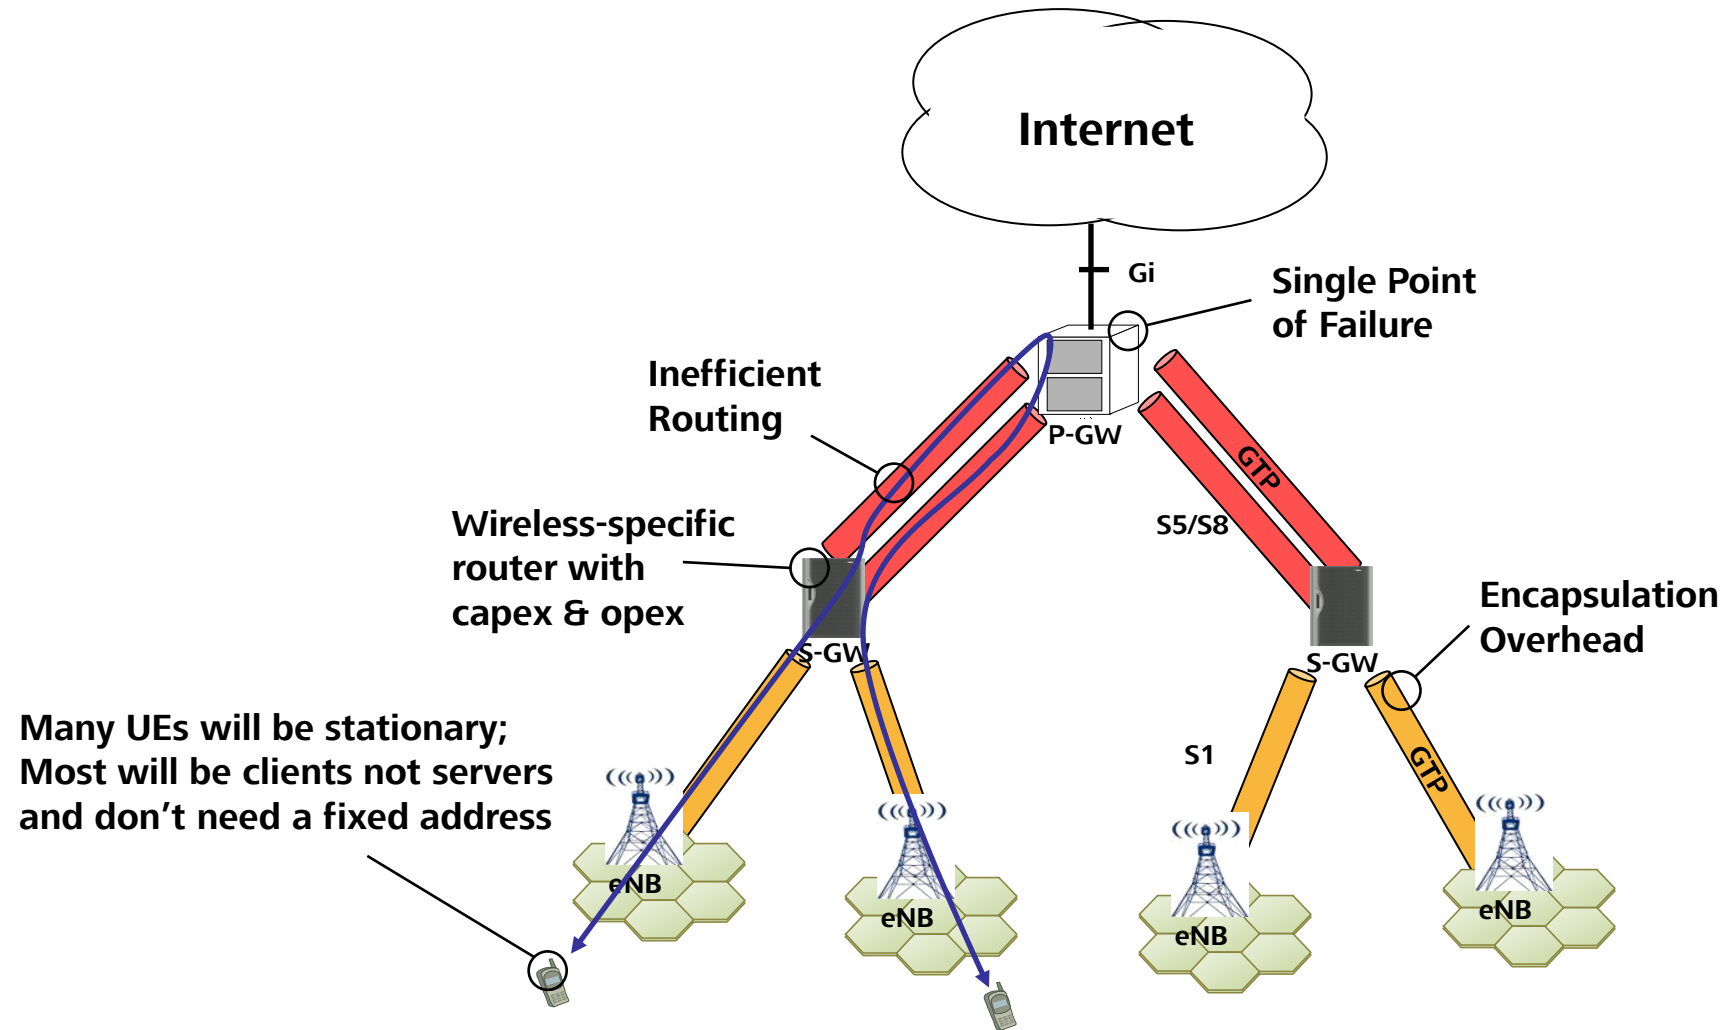 Internet
Gi
Single Point
of Failure
Inefficient
Routing
P-GW
GTP
Wireless-specific
router with
capex & opex
S5/S8
Encapsulation
Overhead
S-GW
S-GW
Many UEs will be stationary;
Most will be clients not servers
and don’t need a fixed address
S1
GTP
eNB
eNB
eNB
eNB